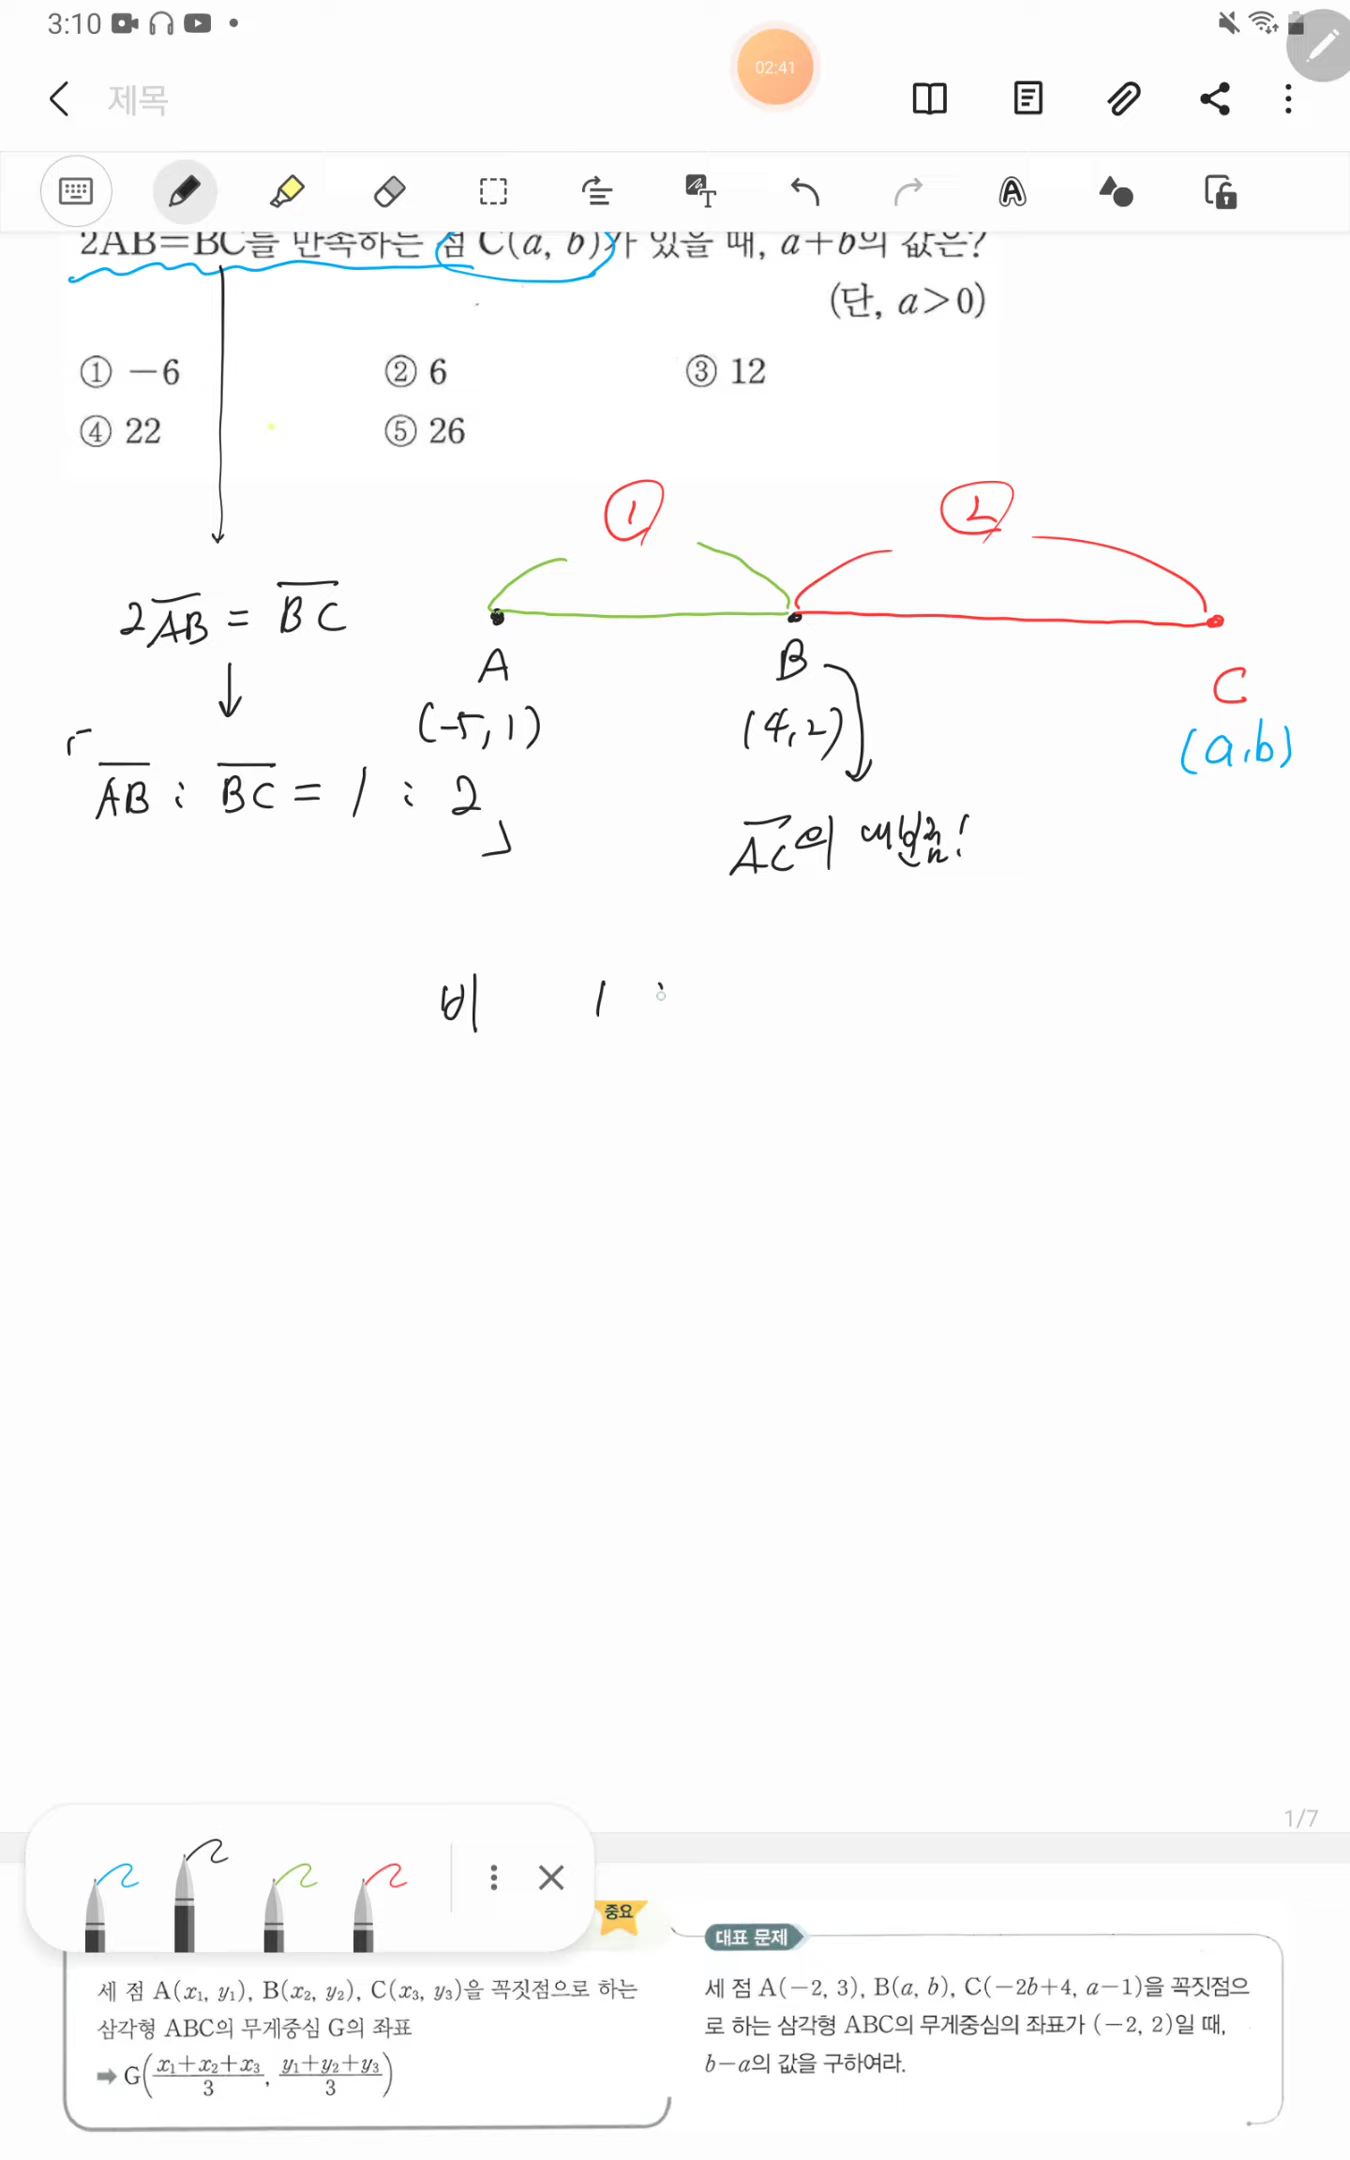 3:10
02:41
제목
2AB=BC를 만족하는 점 C(a, b)가 있을 때, a+b의 값은?
(단, a>0)
① −6 ② 6 ③ 12
④ 22 ⑤ 26
① ②
2AB = BC
A B C
(-5, 1) (4, 2) (a, b)
「AB : BC = 1 : 2」
AC의 내분점!
비 1 :
1/7
중요
대표 문제
세 점 A(x₁, y₁), B(x₂, y₂), C(x₃, y₃)을 꼭짓점으로 하는
삼각형 ABC의 무게중심 G의 좌표
➡ G((x₁+x₂+x₃)/3, (y₁+y₂+y₃)/3)
세 점 A(−2, 3), B(a, b), C(−2b+4, a−1)을 꼭짓점으
로 하는 삼각형 ABC의 무게중심의 좌표가 (−2, 2)일 때,
b−a의 값을 구하여라.